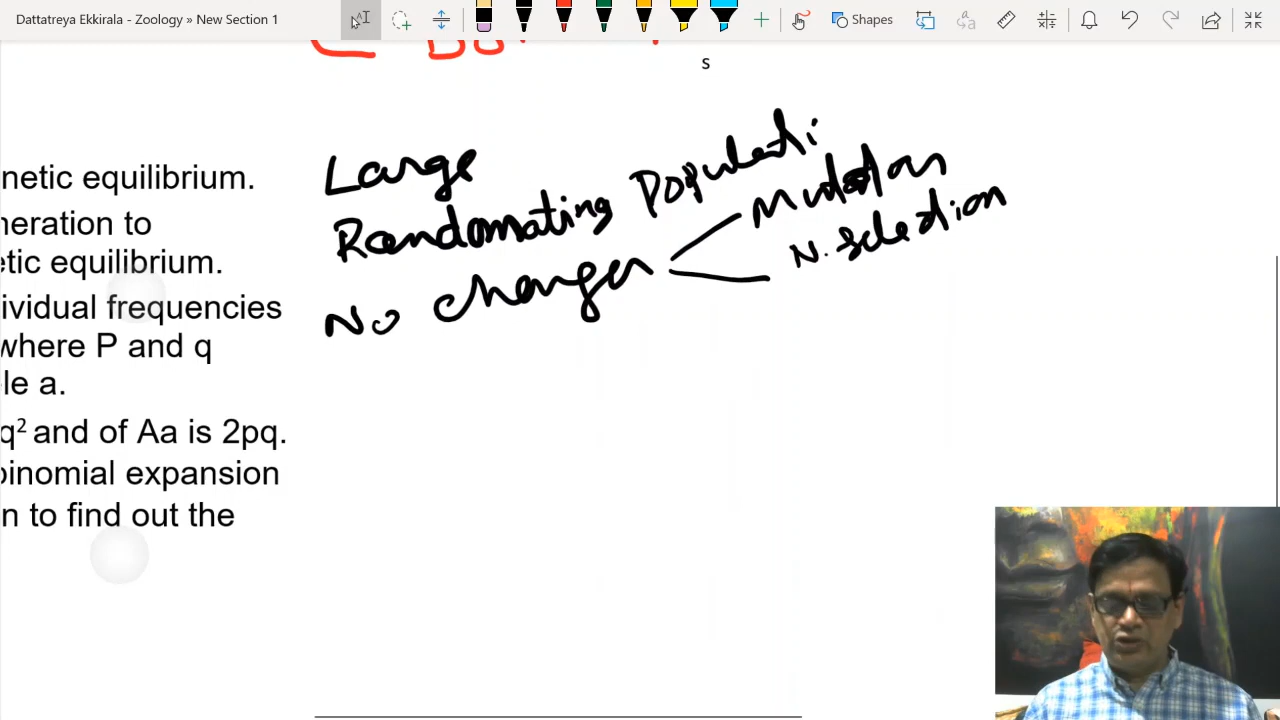 Dattatreya Ekkirala - Zoology » New Section 1
Shapes
s
netic equilibrium.
neration to
etic equilibrium.
ividual frequencies
where P and q
le a.
q² and of Aa is 2pq.
binomial expansion
n to find out the
Large
Randomating Populati
No changes
Mutation
N. selection